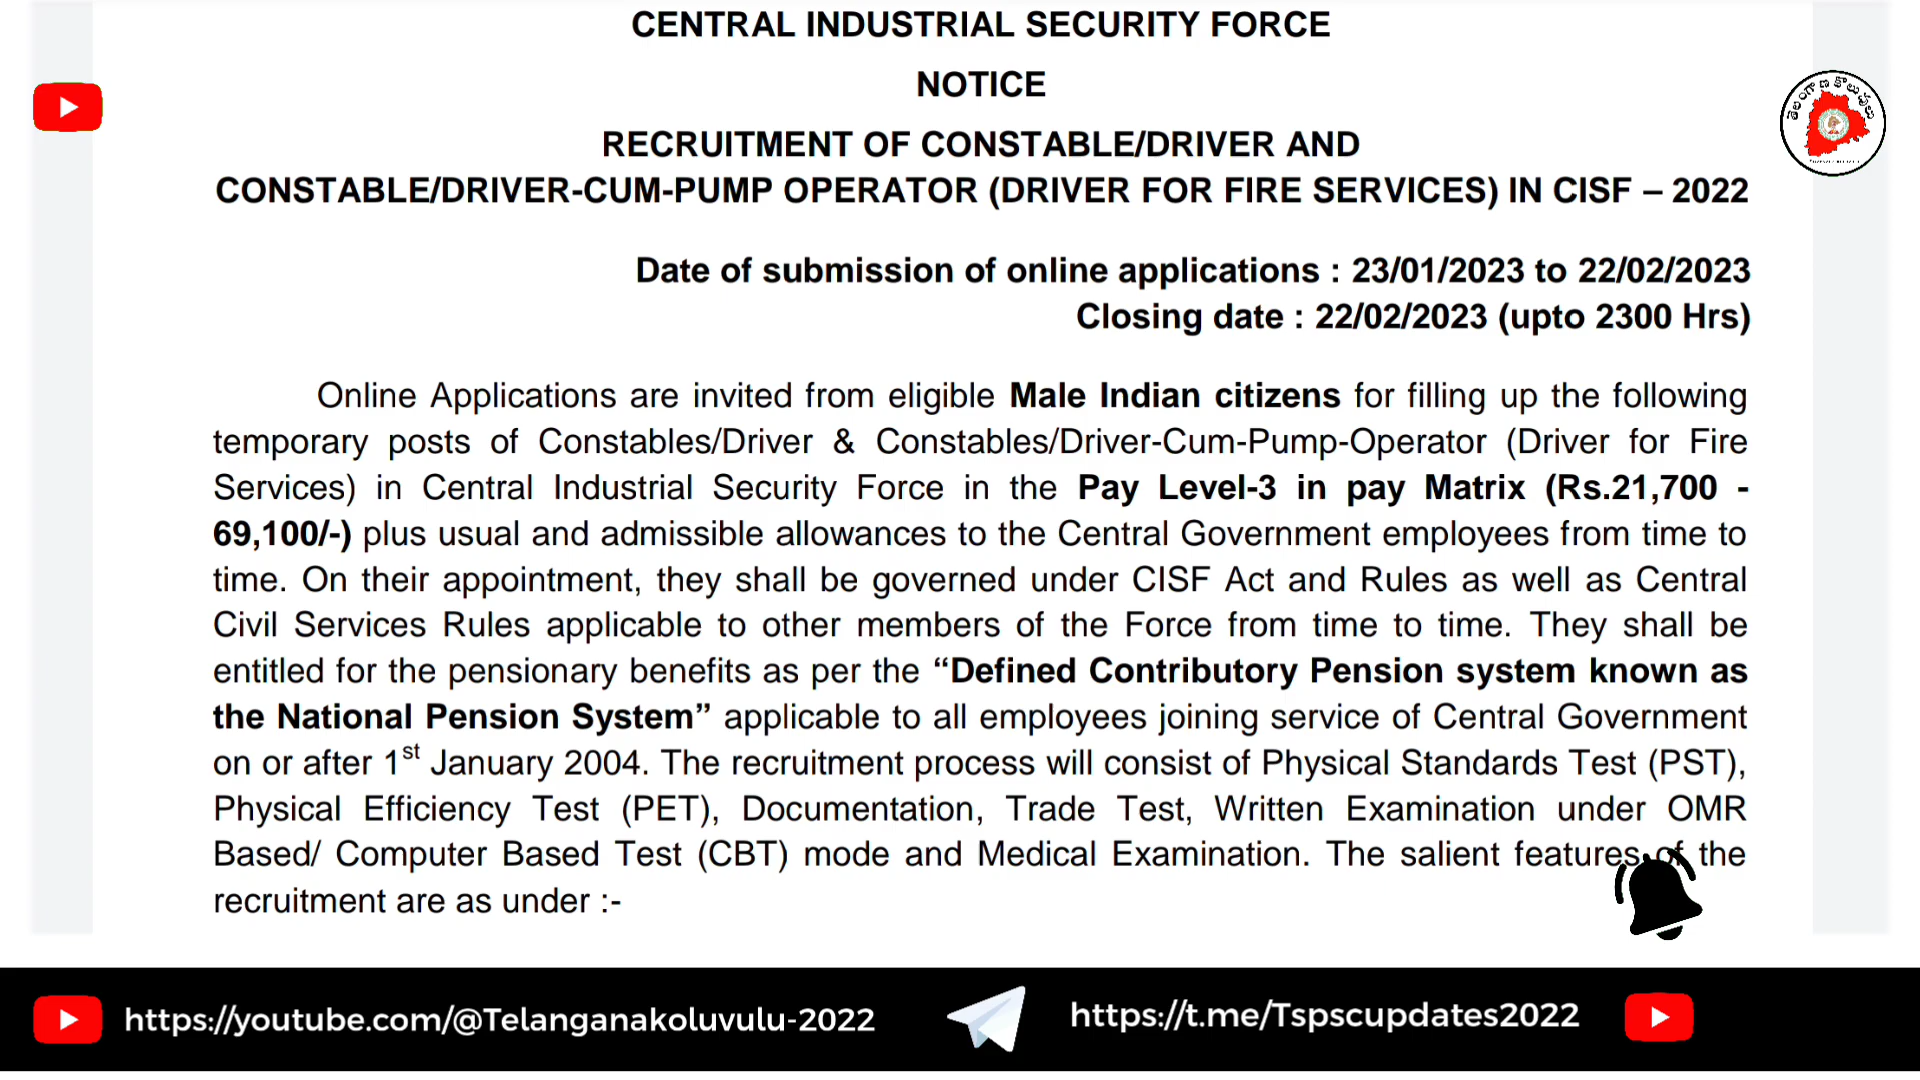 CENTRAL INDUSTRIAL SECURITY FORCE
NOTICE
RECRUITMENT OF CONSTABLE/DRIVER AND
CONSTABLE/DRIVER-CUM-PUMP OPERATOR (DRIVER FOR FIRE SERVICES) IN CISF – 2022
తెలంగాణ కొలువులు
Date of submission of online applications : 23/01/2023 to 22/02/2023
Closing date : 22/02/2023 (upto 2300 Hrs)
Online Applications are invited from eligible Male Indian citizens for filling up the following
temporary posts of Constables/Driver & Constables/Driver-Cum-Pump-Operator (Driver for Fire
Services) in Central Industrial Security Force in the Pay Level-3 in pay Matrix (Rs.21,700 -
69,100/-) plus usual and admissible allowances to the Central Government employees from time to
time. On their appointment, they shall be governed under CISF Act and Rules as well as Central
Civil Services Rules applicable to other members of the Force from time to time. They shall be
entitled for the pensionary benefits as per the “Defined Contributory Pension system known as
the National Pension System” applicable to all employees joining service of Central Government
on or after 1st January 2004. The recruitment process will consist of Physical Standards Test (PST),
Physical Efficiency Test (PET), Documentation, Trade Test, Written Examination under OMR
Based/ Computer Based Test (CBT) mode and Medical Examination. The salient features of the
recruitment are as under :-
https://youtube.com/@Telanganakoluvulu-2022
https://t.me/Tspscupdates2022